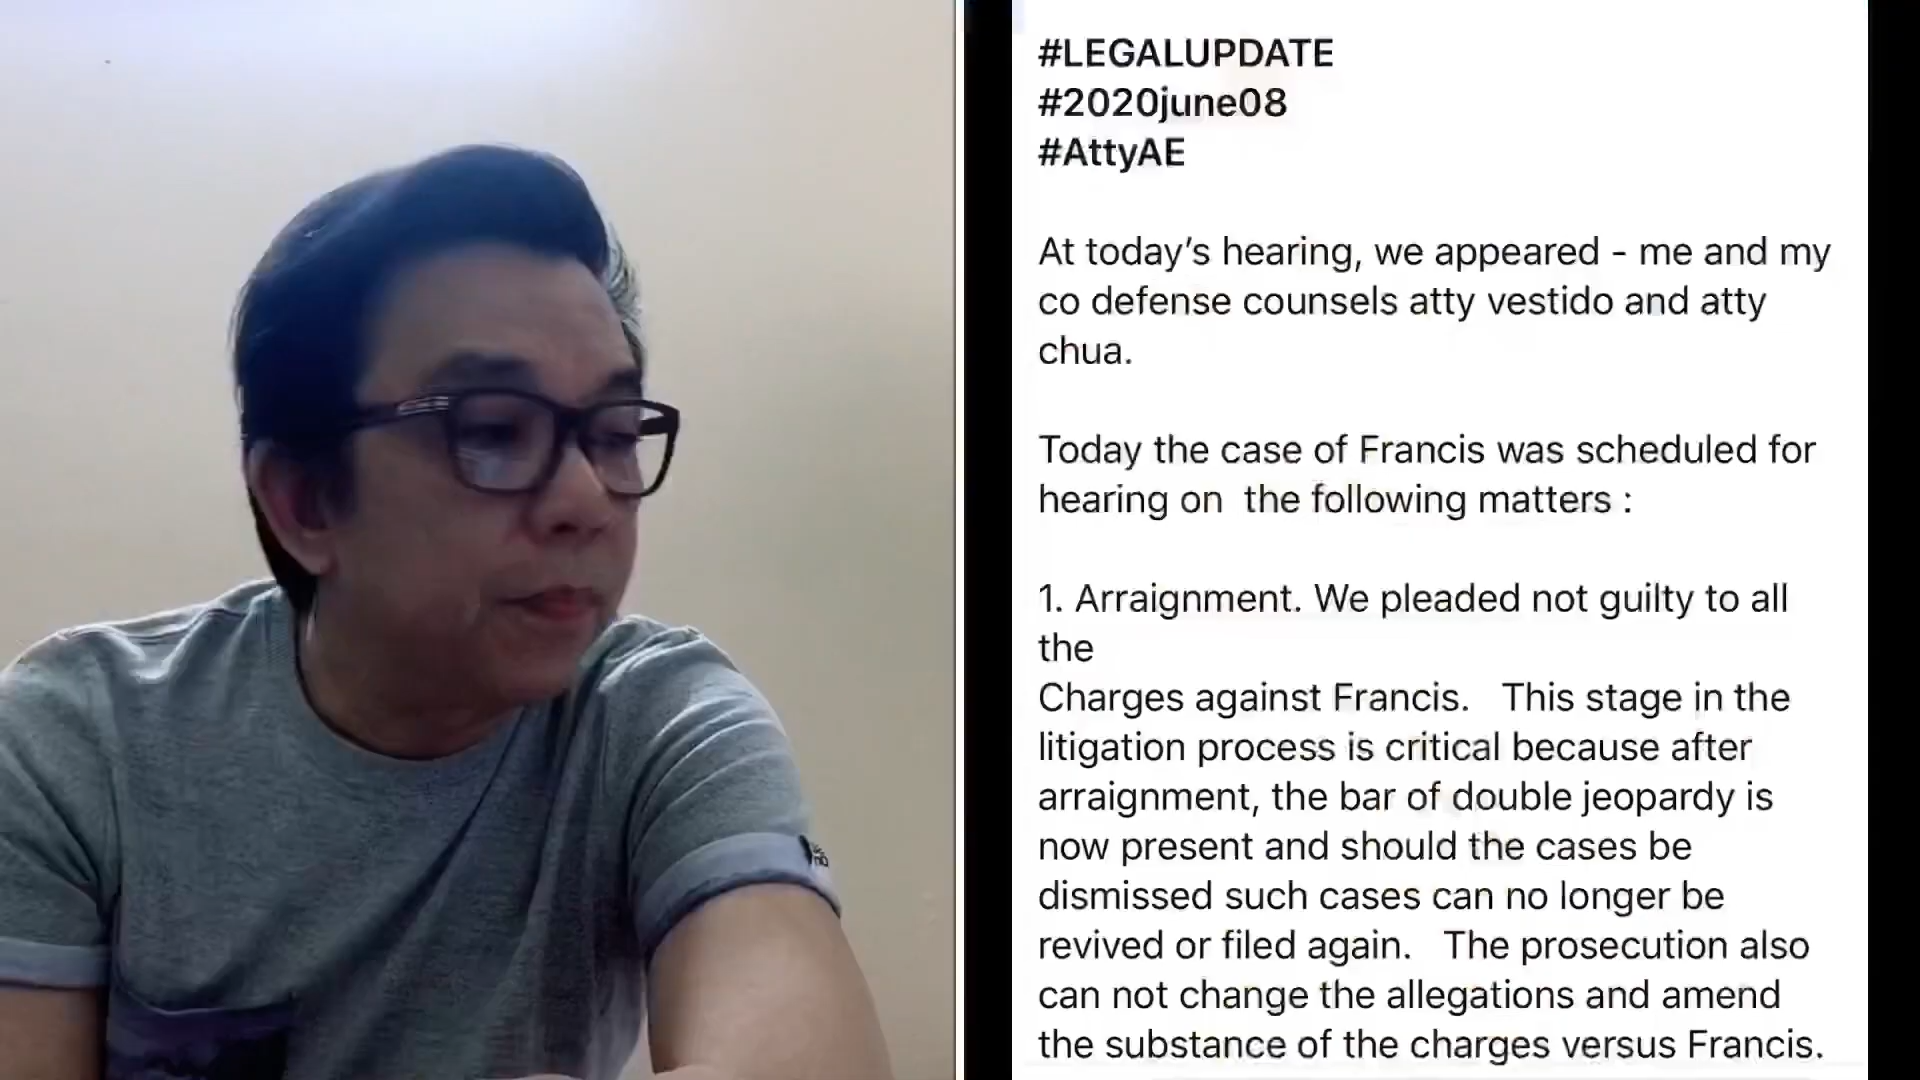 #LEGALUPDATE
#2020june08
#AttyAE
At today’s hearing, we appeared - me and my
co defense counsels atty vestido and atty
chua.
Today the case of Francis was scheduled for
hearing on  the following matters :
1. Arraignment. We pleaded not guilty to all
the
Charges against Francis.   This stage in the
litigation process is critical because after
arraignment, the bar of double jeopardy is
now present and should the cases be
dismissed such cases can no longer be
revived or filed again.   The prosecution also
can not change the allegations and amend
the substance of the charges versus Francis.